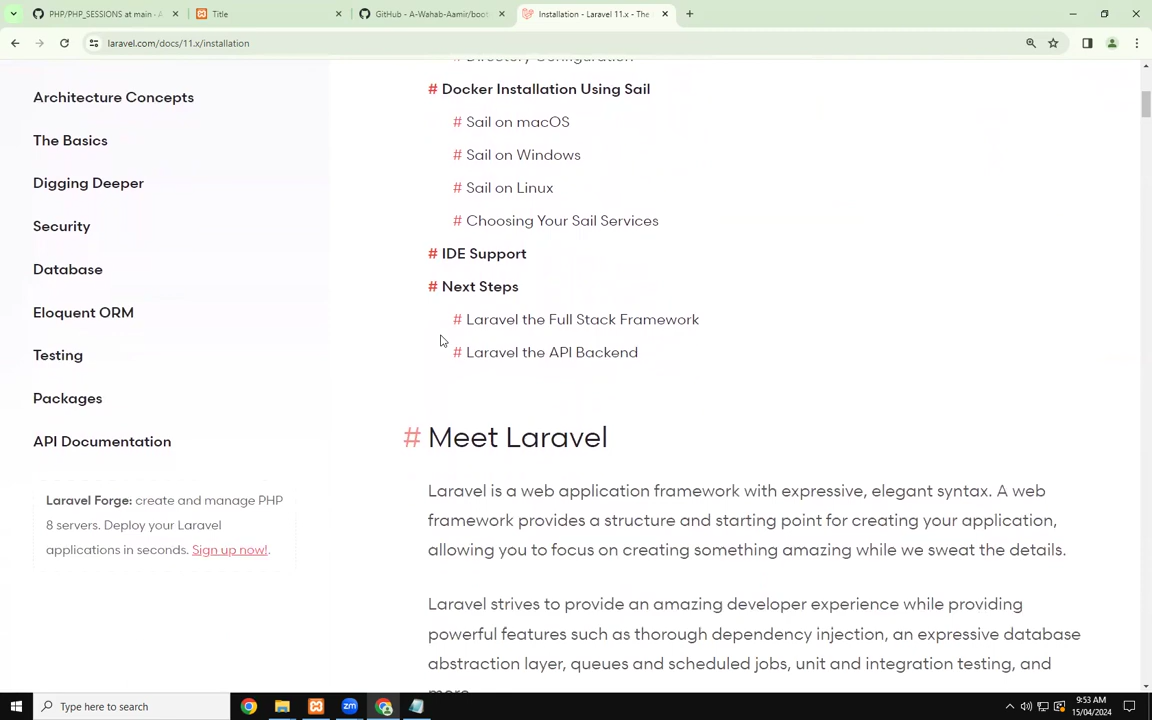 PHP/PHP_SESSIONS at main · A-
Title
GitHub - A-Wahab-Aamir/boo
Installation - Laravel 11.x - The
laravel.com/docs/11.x/installation
Architecture Concepts
The Basics
Digging Deeper
Security
Database
Eloquent ORM
Testing
Packages
API Documentation
Laravel Forge: create and manage PHP
8 servers. Deploy your Laravel
applications in seconds. Sign up now!.
# Directory Configuration
# Docker Installation Using Sail
# Sail on macOS
# Sail on Windows
# Sail on Linux
# Choosing Your Sail Services
# IDE Support
# Next Steps
# Laravel the Full Stack Framework
# Laravel the API Backend
# Meet Laravel
Laravel is a web application framework with expressive, elegant syntax. A web
framework provides a structure and starting point for creating your application,
allowing you to focus on creating something amazing while we sweat the details.
Laravel strives to provide an amazing developer experience while providing
powerful features such as thorough dependency injection, an expressive database
abstraction layer, queues and scheduled jobs, unit and integration testing, and
more.
Type here to search
zm
9:53 AM
15/04/2024